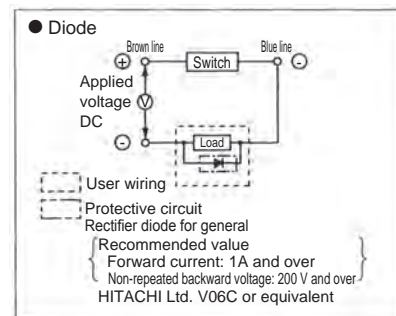 ● Diode
Brown line
Blue line
⊕
Switch
⊖
Applied
voltage
DC
V
⊖
Load
User wiring
Protective circuit
Rectifier diode for general
Recommended value
Forward current: 1A and over
Non-repeated backward voltage: 200 V and over
HITACHI Ltd. V06C or equivalent